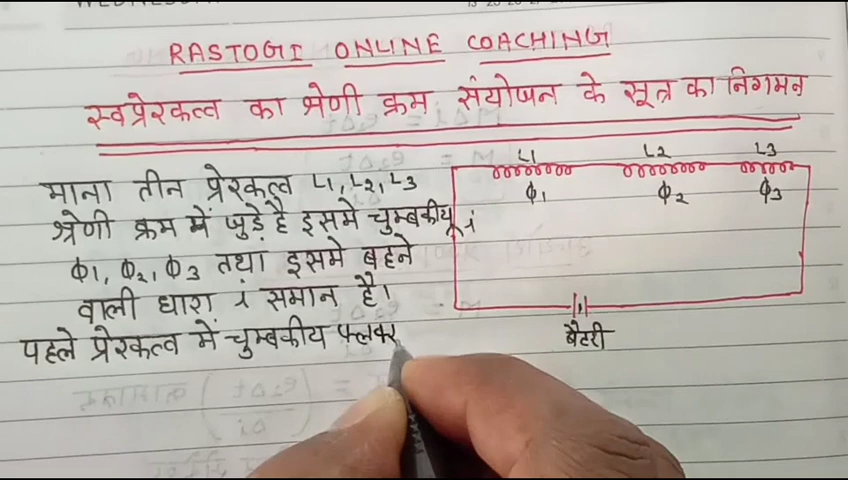 RASTOGI ONLINE COACHING
स्वप्रेरकत्व का श्रेणी क्रम संयोजन के सूत्र का निगमन
माना तीन प्रेरकत्व L1, L2, L3
श्रेणी क्रम में जुड़े है इसमे चुम्बकीय
Φ1, Φ2, Φ3 तथा इसमे बहने
वाली धारा i समान है।
पहले प्रेरकत्व में चुम्बकीय फ्लक्स
L1 L2 L3
Φ1 Φ2 Φ3
i
बैटरी